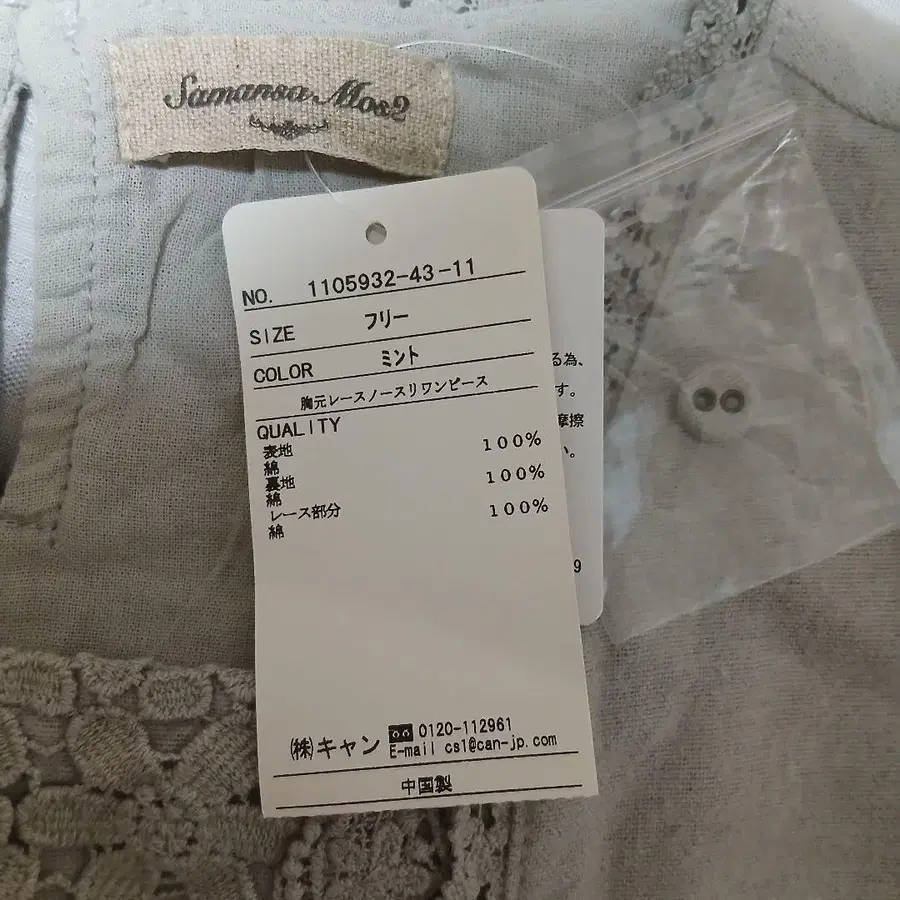 Samansa Mos2
NO. 1105932-43-11
SIZE フリー
COLOR ミント
胸元レースノースリワンピース
QUALITY
表地
綿 100%
裏地
綿 100%
レース部分
綿 100%
㈱キャン 0120-112961
E-mail cs1@can-jp.com
中国製
る為、
す。
摩擦
い。
9